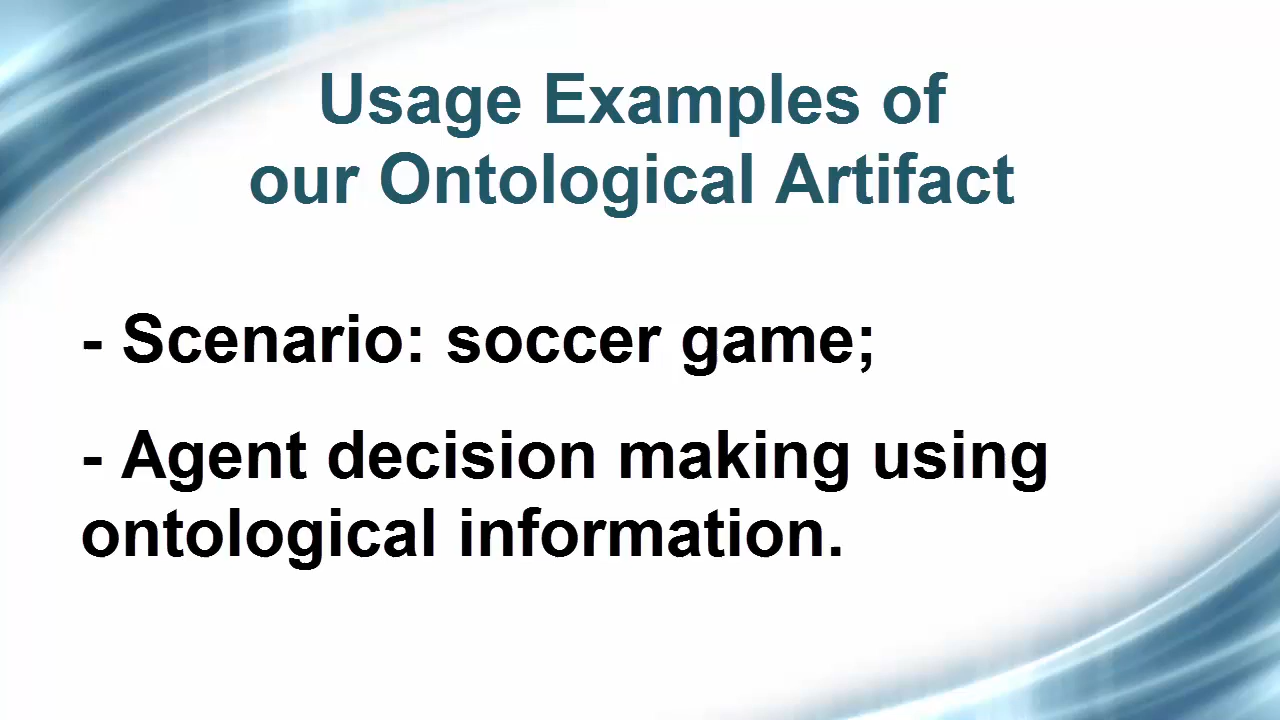 Usage Examples of
our Ontological Artifact
- Scenario: soccer game;
- Agent decision making using
ontological information.